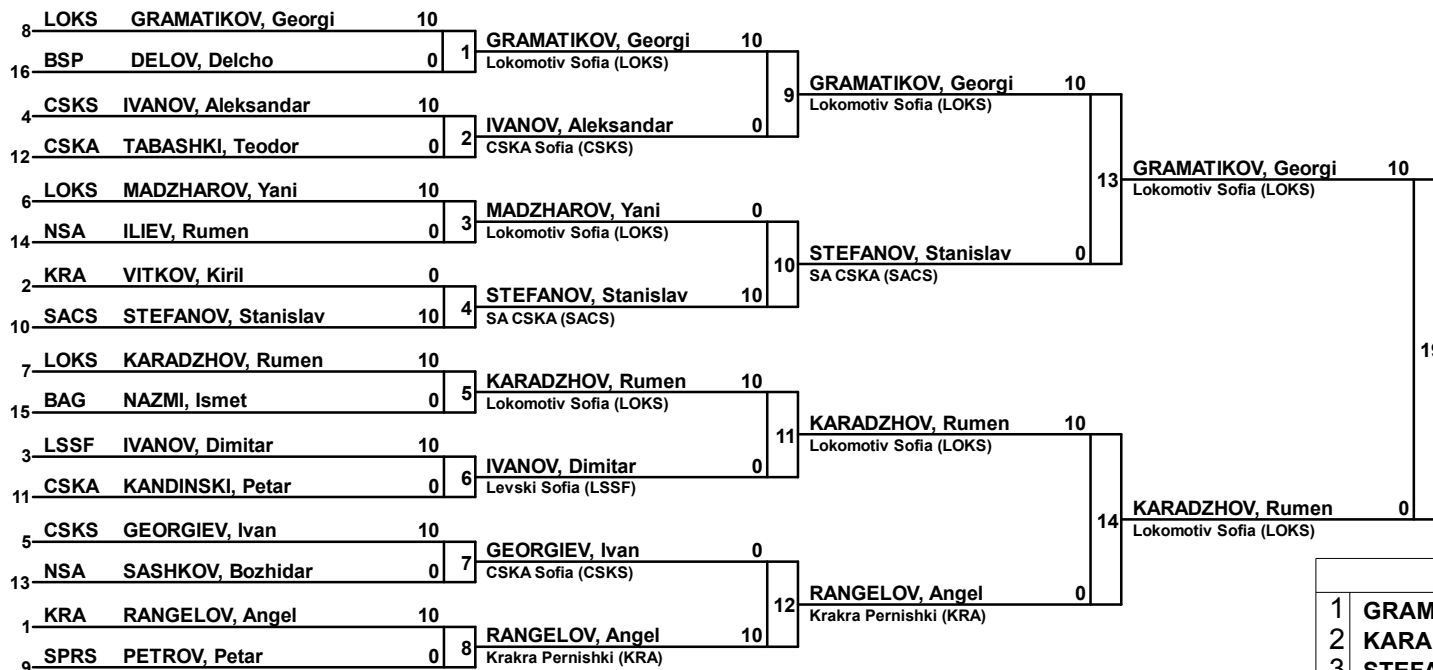 8 LOKS GRAMATIKOV, Georgi 10
16 BSP DELOV, Delcho 0
1
4 CSKS IVANOV, Aleksandar 10
12 CSKA TABASHKI, Teodor 0
2
6 LOKS MADZHAROV, Yani 10
14 NSA ILIEV, Rumen 0
3
2 KRA VITKOV, Kiril 0
10 SACS STEFANOV, Stanislav 10
4
7 LOKS KARADZHOV, Rumen 10
15 BAG NAZMI, Ismet 0
5
3 LSSF IVANOV, Dimitar 10
11 CSKA KANDINSKI, Petar 0
6
5 CSKS GEORGIEV, Ivan 10
13 NSA SASHKOV, Bozhidar 0
7
1 KRA RANGELOV, Angel 10
9 SPRS PETROV, Petar 0
8
GRAMATIKOV, Georgi 10
Lokomotiv Sofia (LOKS)
9
IVANOV, Aleksandar 0
CSKA Sofia (CSKS)
MADZHAROV, Yani 0
Lokomotiv Sofia (LOKS)
10
STEFANOV, Stanislav 10
SA CSKA (SACS)
KARADZHOV, Rumen 10
Lokomotiv Sofia (LOKS)
11
IVANOV, Dimitar 0
Levski Sofia (LSSF)
GEORGIEV, Ivan 0
CSKA Sofia (CSKS)
12
RANGELOV, Angel 10
Krakra Pernishki (KRA)
GRAMATIKOV, Georgi 10
Lokomotiv Sofia (LOKS)
13
STEFANOV, Stanislav 0
SA CSKA (SACS)
KARADZHOV, Rumen 10
Lokomotiv Sofia (LOKS)
14
RANGELOV, Angel 0
Krakra Pernishki (KRA)
GRAMATIKOV, Georgi 10
Lokomotiv Sofia (LOKS)
KARADZHOV, Rumen 0
Lokomotiv Sofia (LOKS)
1 GRAM
2 KARA
3 STEFA